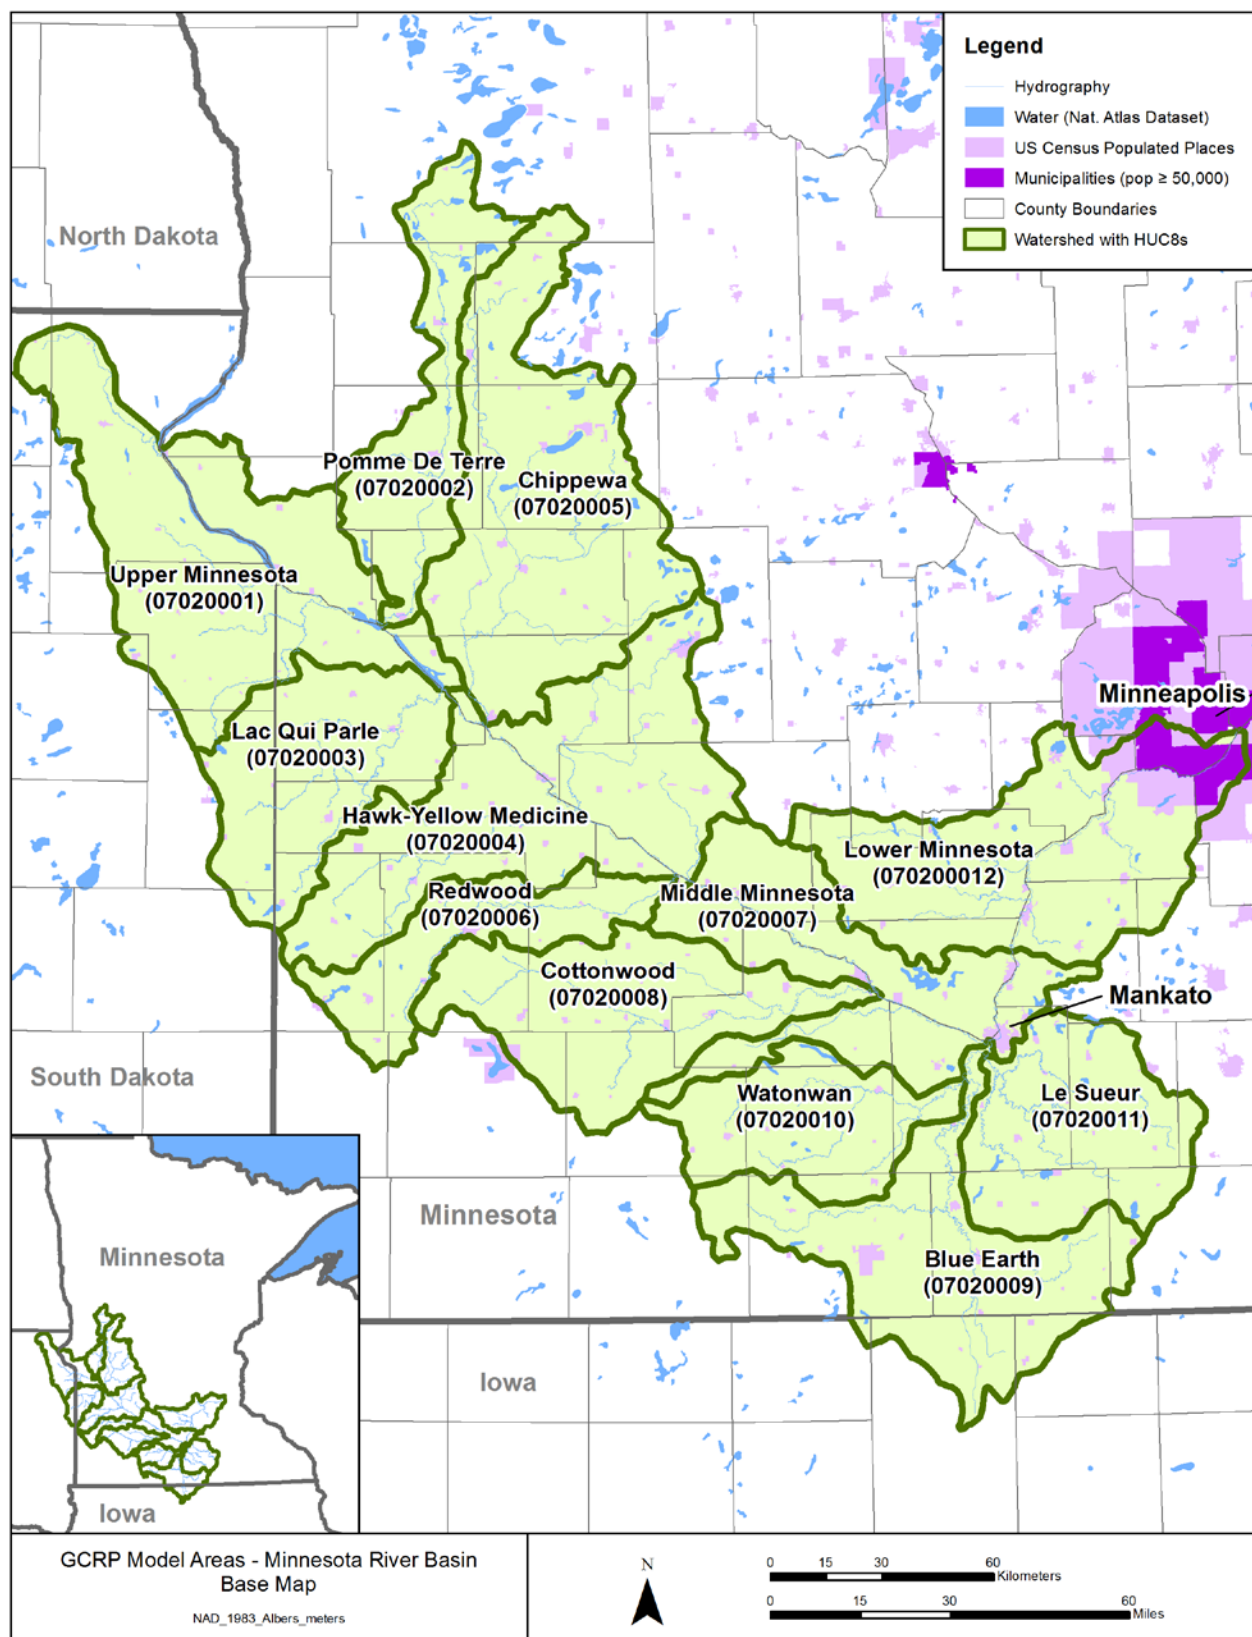 Legend
Hydrography
Water (Nat. Atlas Dataset)
US Census Populated Places
Municipalities (pop ≥ 50,000)
County Boundaries
Watershed with HUC8s
North Dakota
Pomme De Terre
(07020002)
Chippewa
(07020005)
Upper Minnesota
(07020001)
Minneapolis
Lac Qui Parle
(07020003)
Hawk-Yellow Medicine
(07020004)
Lower Minnesota
(070200012)
Redwood
(07020006)
Middle Minnesota
(07020007)
Cottonwood
(07020008)
Mankato
South Dakota
Watonwan
(07020010)
Le Sueur
(07020011)
Minnesota
Blue Earth
(07020009)
Iowa
Minnesota
Iowa
GCRP Model Areas - Minnesota River Basin
Base Map
NAD_1983_Albers_meters
N
0 15 30 60
Kilometers
0 15 30 60
Miles